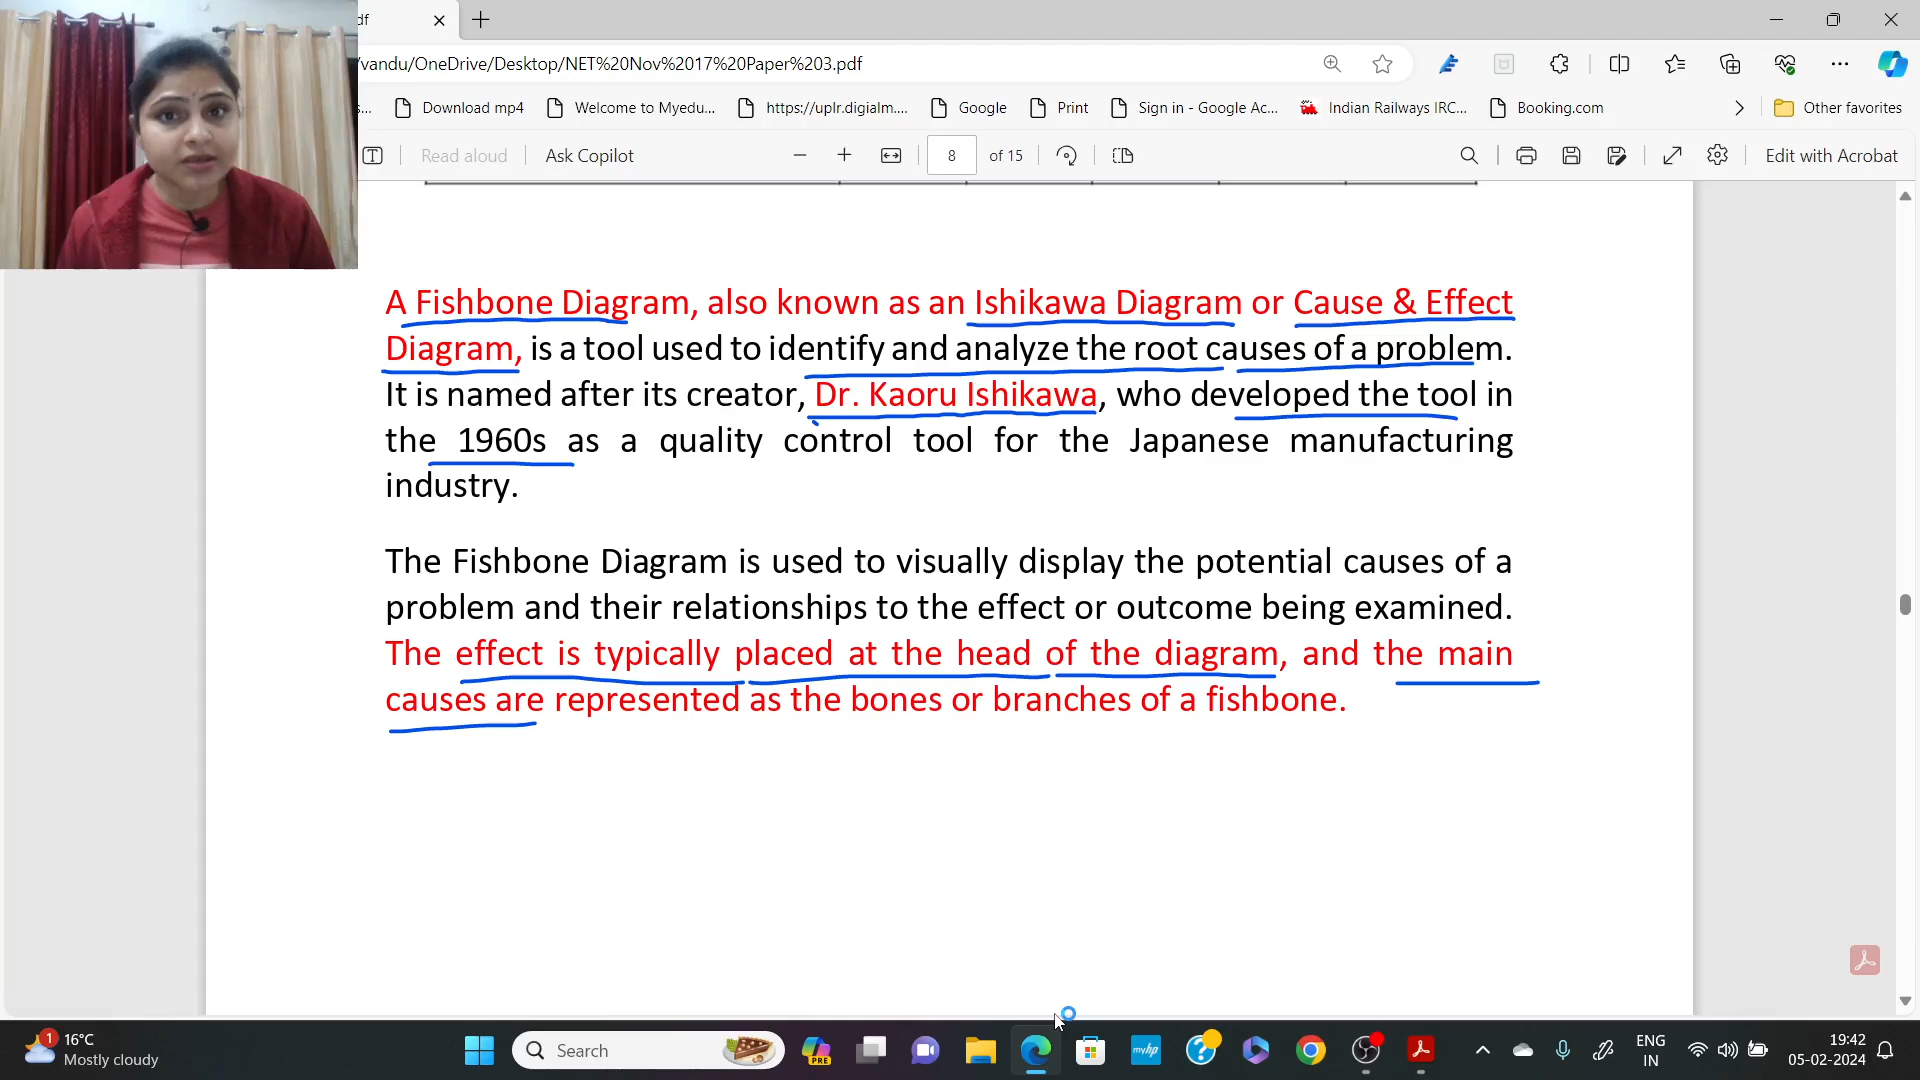 df
/vandu/OneDrive/Desktop/NET%20Nov%2017%20Paper%203.pdf
... Download mp4 Welcome to Myedu... https://uplr.digialm.... Google Print Sign in - Google Ac... Indian Railways IRC... Booking.com Other favorites
Read aloud Ask Copilot 8 of 15 Edit with Acrobat
A Fishbone Diagram, also known as an Ishikawa Diagram or Cause & Effect
Diagram, is a tool used to identify and analyze the root causes of a problem.
It is named after its creator, Dr. Kaoru Ishikawa, who developed the tool in
the 1960s as a quality control tool for the Japanese manufacturing
industry.
The Fishbone Diagram is used to visually display the potential causes of a
problem and their relationships to the effect or outcome being examined.
The effect is typically placed at the head of the diagram, and the main
causes are represented as the bones or branches of a fishbone.
1 16°C
Mostly cloudy
Search
PRE
myhp
ENG
IN
19:42
05-02-2024